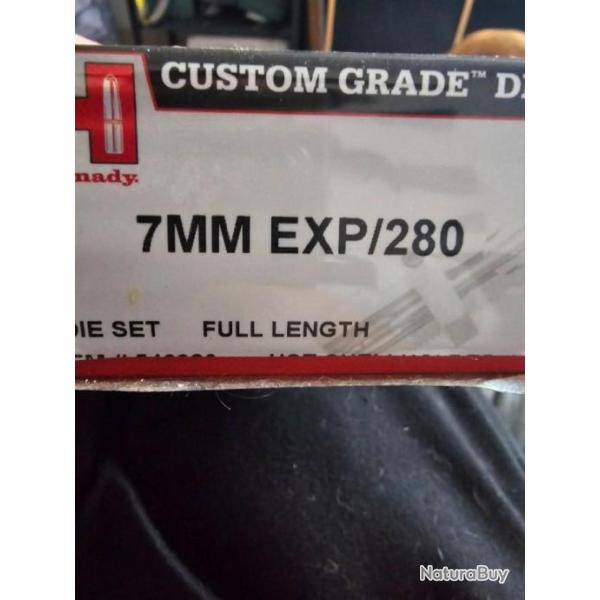 CUSTOM GRADE™ D
nady.
7MM EXP/280
DIE SET FULL LENGTH
NaturaBuy